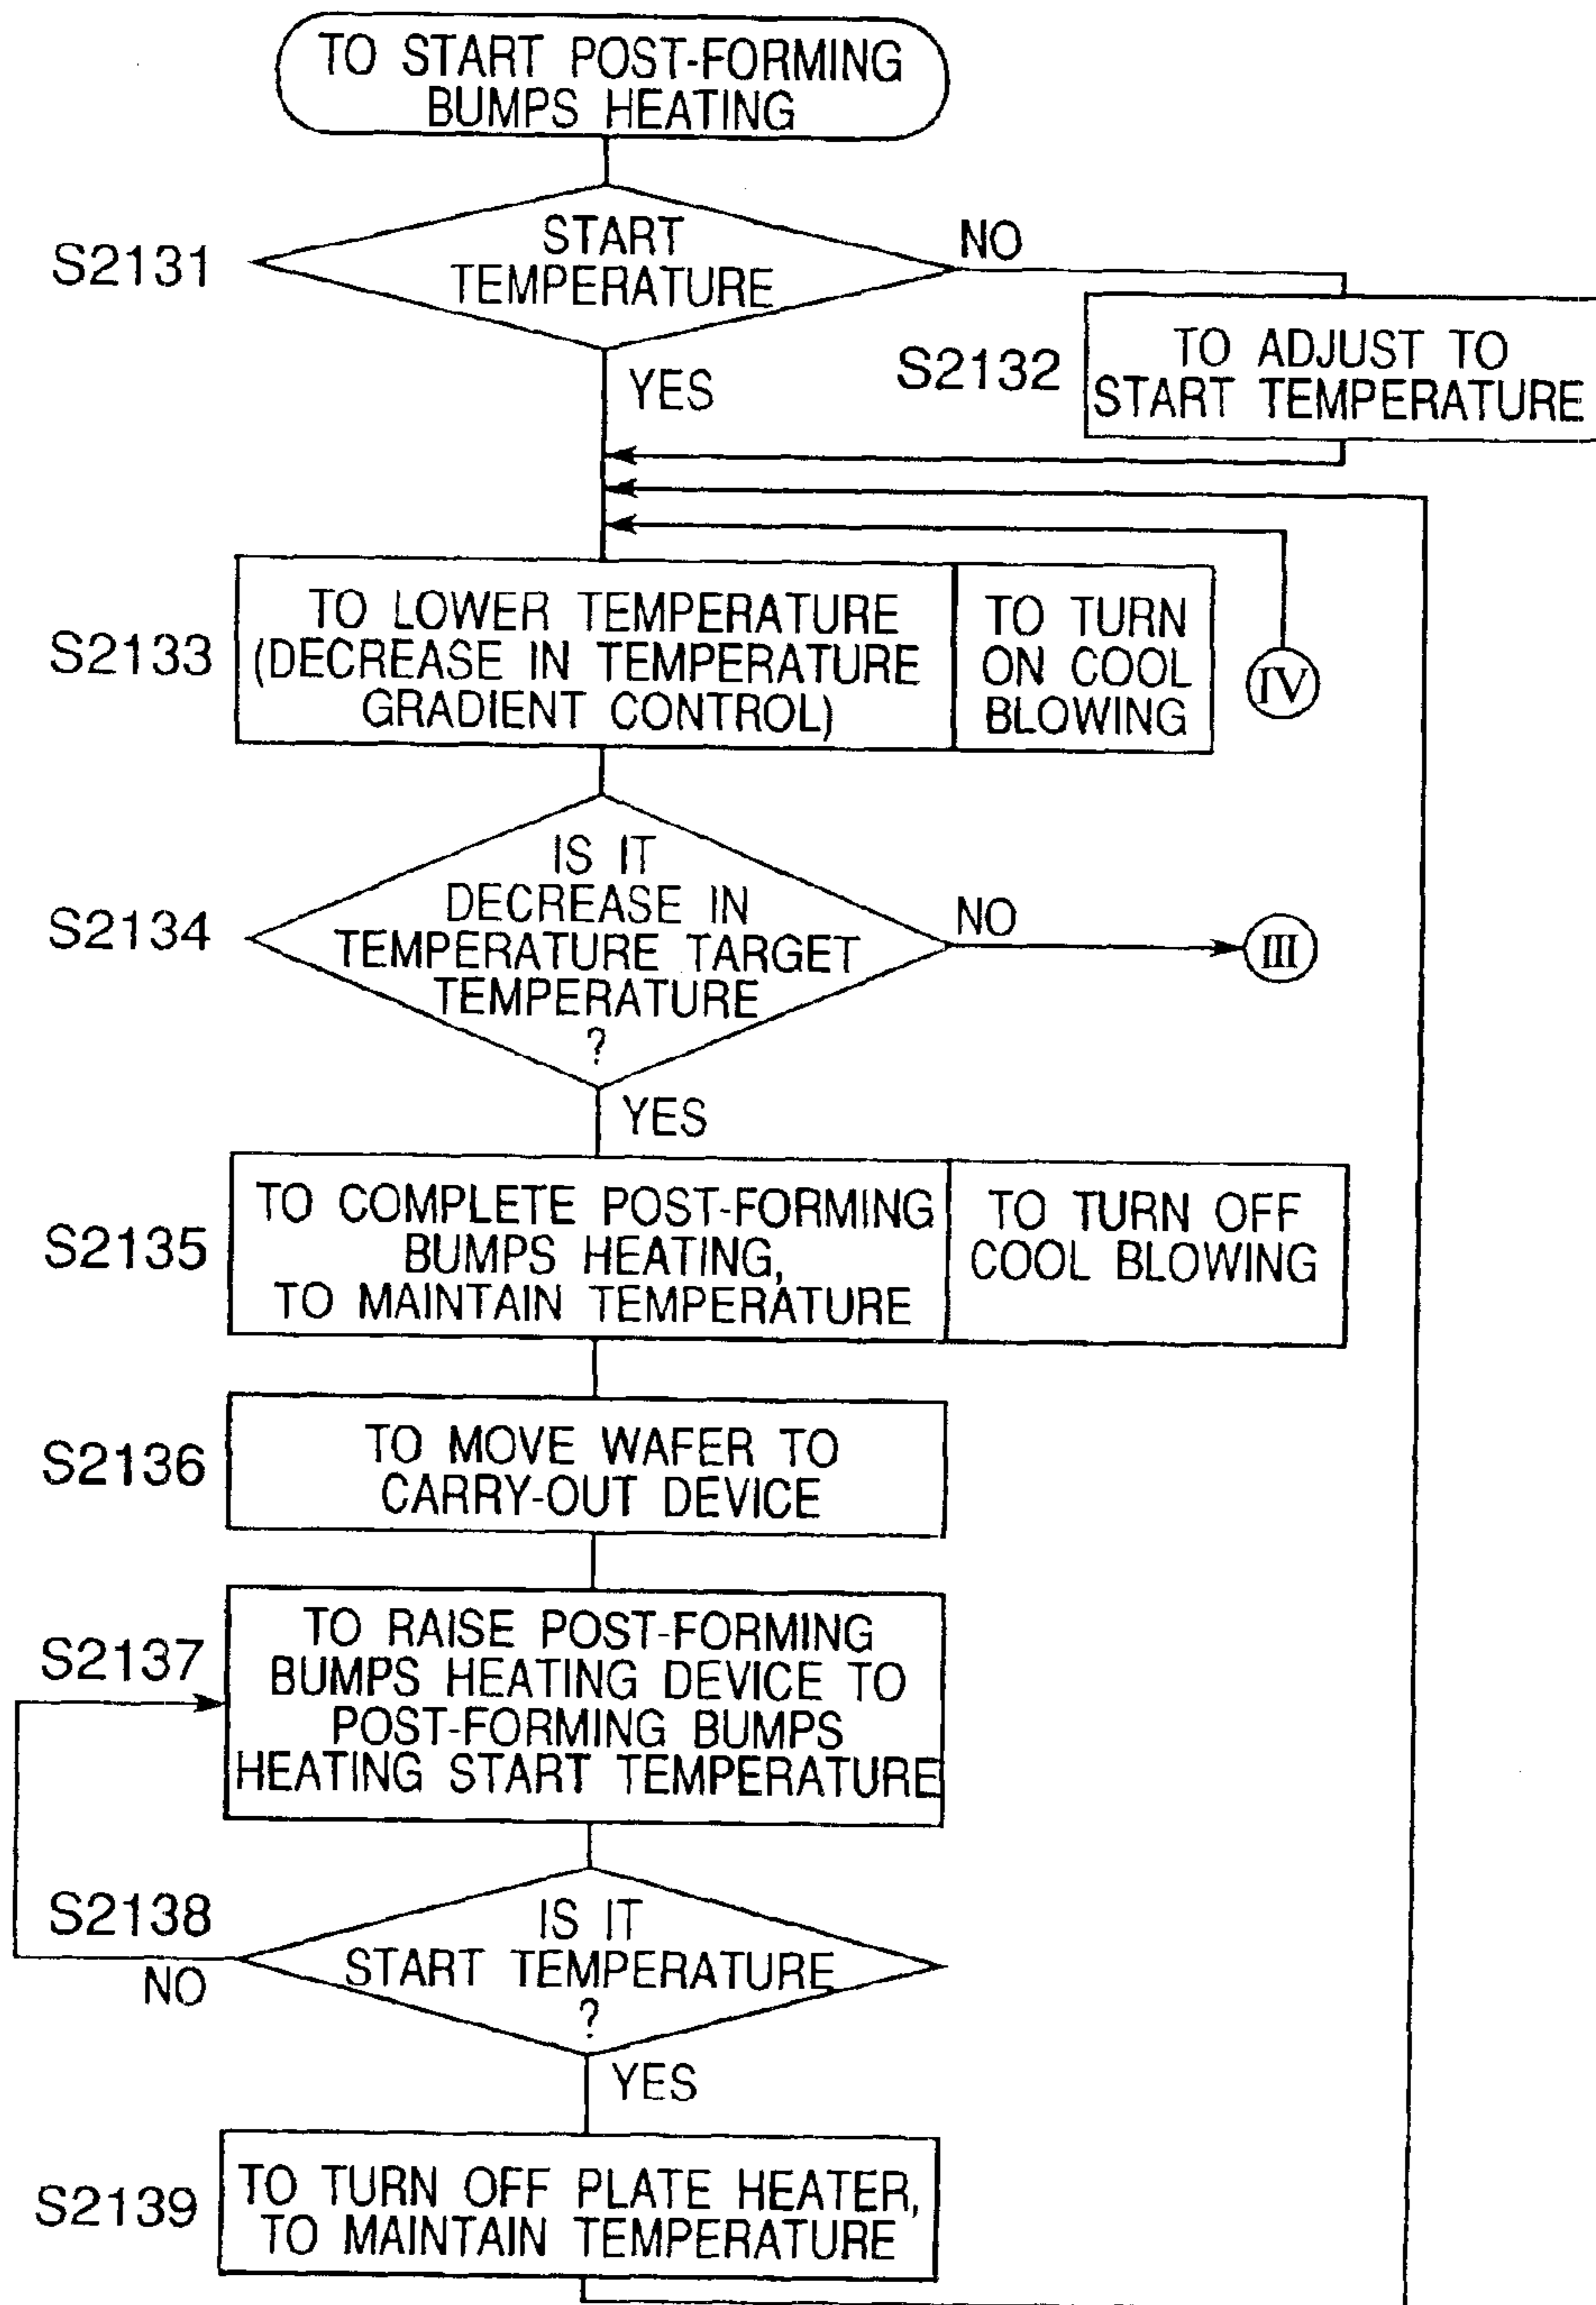 TO START POST-FORMING
BUMPS HEATING
S2131
START
TEMPERATURE
NO
YES
S2132
TO ADJUST TO
START TEMPERATURE
S2133
TO LOWER TEMPERATURE
(DECREASE IN TEMPERATURE
GRADIENT CONTROL)
TO TURN
ON COOL
BLOWING
IV
S2134
IS IT
DECREASE IN
TEMPERATURE TARGET
TEMPERATURE
?
NO
III
YES
S2135
TO COMPLETE POST-FORMING
BUMPS HEATING,
TO MAINTAIN TEMPERATURE
TO TURN OFF
COOL BLOWING
S2136
TO MOVE WAFER TO
CARRY-OUT DEVICE
S2137
TO RAISE POST-FORMING
BUMPS HEATING DEVICE TO
POST-FORMING BUMPS
HEATING START TEMPERATURE
S2138
NO
IS IT
START TEMPERATURE
?
YES
S2139
TO TURN OFF PLATE HEATER,
TO MAINTAIN TEMPERATURE